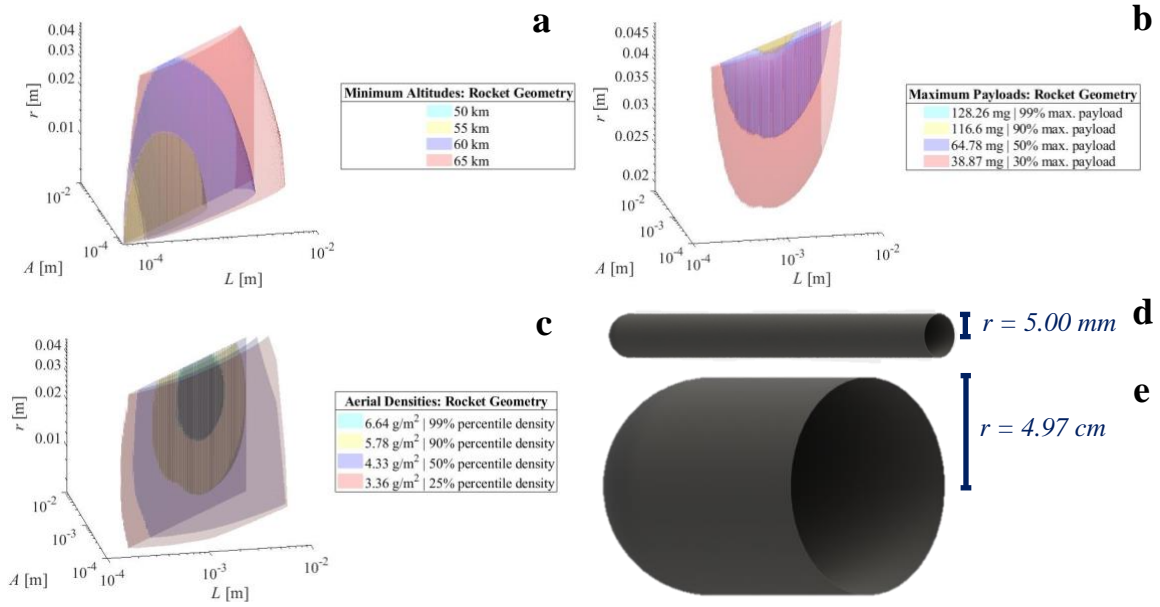 a
0.04
0.03
0.02
0.01
r [m]
10⁻²
10⁻⁴
A [m]
10⁻⁴
10⁻²
L [m]
Minimum Altitudes: Rocket Geometry
50 km
55 km
60 km
65 km
b
0.045
0.04
0.035
0.03
0.025
0.02
r [m]
10⁻²
10⁻³
10⁻⁴
A [m]
10⁻⁴
10⁻³
10⁻²
L [m]
Maximum Payloads: Rocket Geometry
128.26 mg | 99% max. payload
116.6 mg | 90% max. payload
64.78 mg | 50% max. payload
38.87 mg | 30% max. payload
c
0.04
0.03
0.02
0.01
r [m]
10⁻²
10⁻³
10⁻⁴
A [m]
10⁻⁴
10⁻³
10⁻²
L [m]
Aerial Densities: Rocket Geometry
6.64 g/m² | 99% percentile density
5.78 g/m² | 90% percentile density
4.33 g/m² | 50% percentile density
3.36 g/m² | 25% percentile density
d
r = 5.00 mm
e
r = 4.97 cm